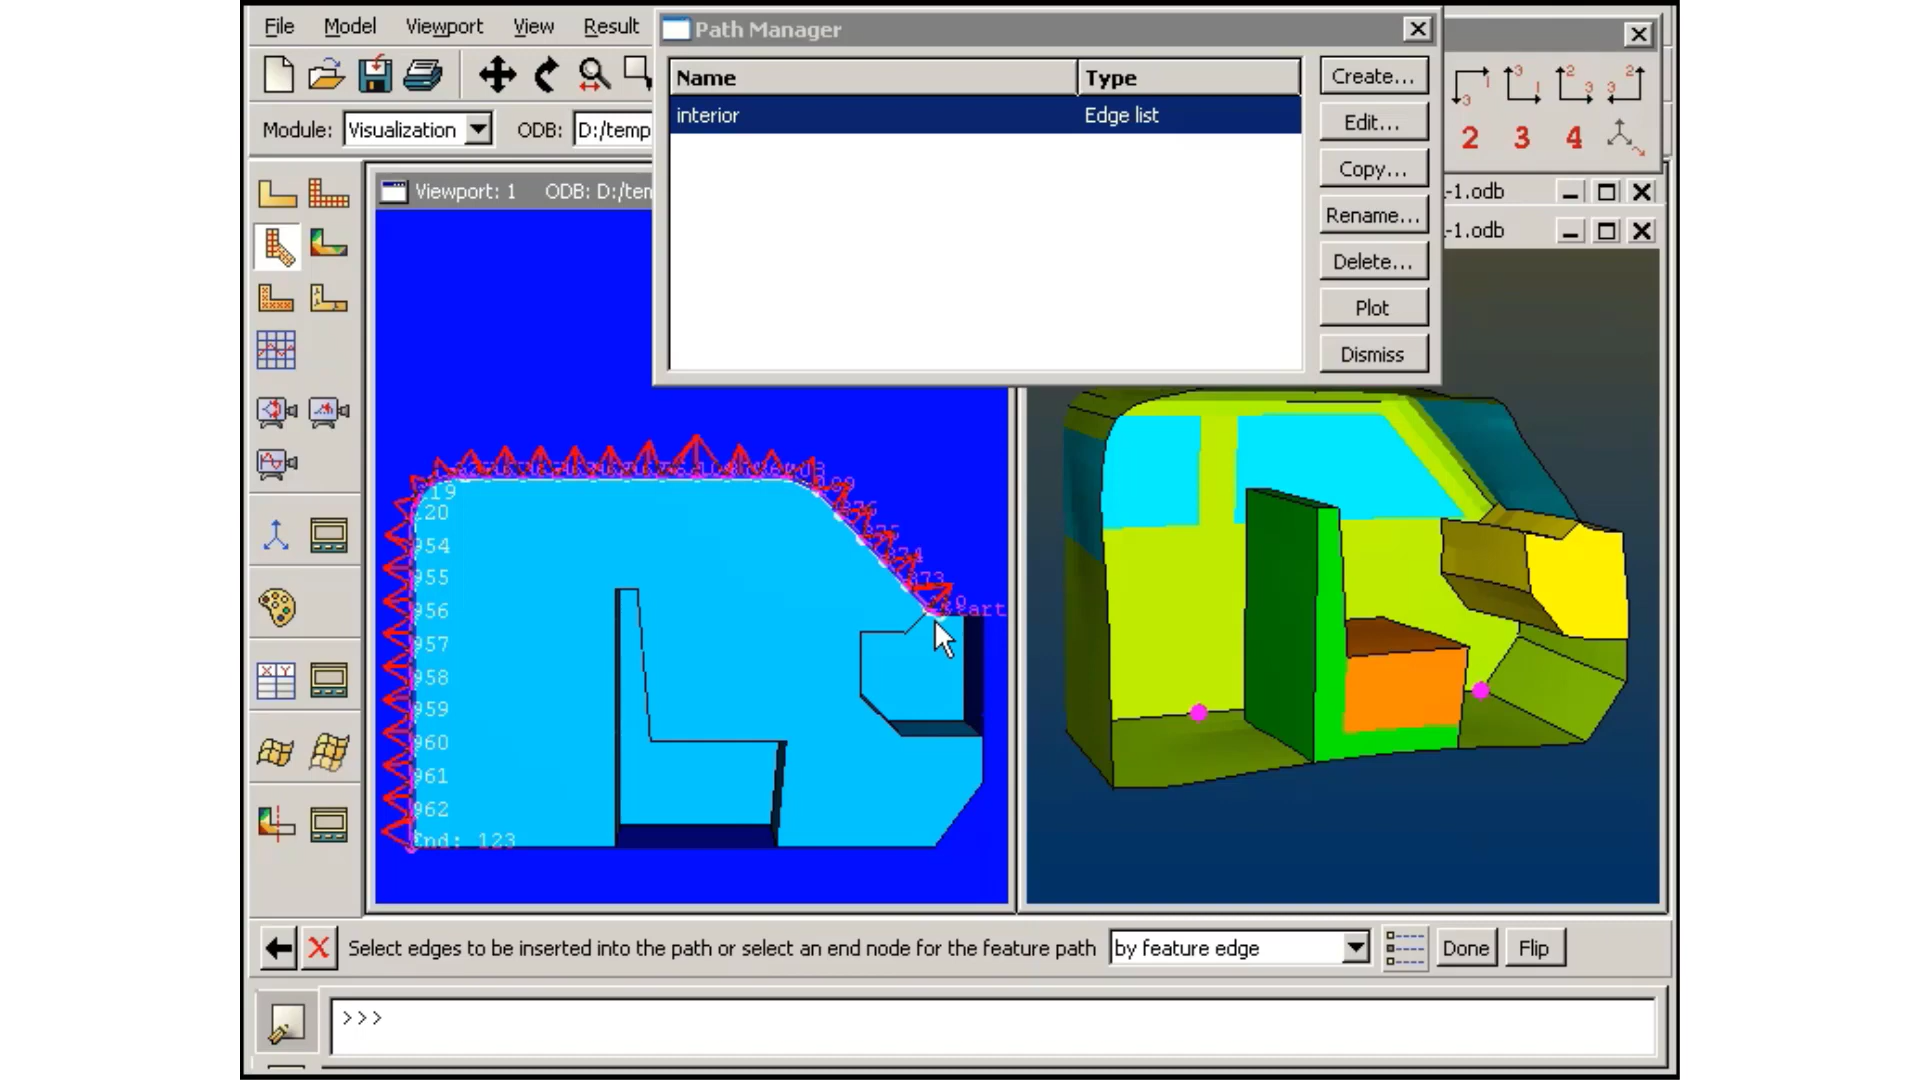 File Model Viewport View Result
Path Manager
Name Type
interior Edge list
Create...
Edit...
Copy...
Rename...
Delete...
Plot
Dismiss
2 3 4
Module: Visualization ODB: D:/temp
Viewport: 1 ODB: D:/ten
-1.odb
-1.odb
954
955
956
957
958
959
960
961
962
End: 123
Select edges to be inserted into the path or select an end node for the feature path by feature edge Done Flip
>>>